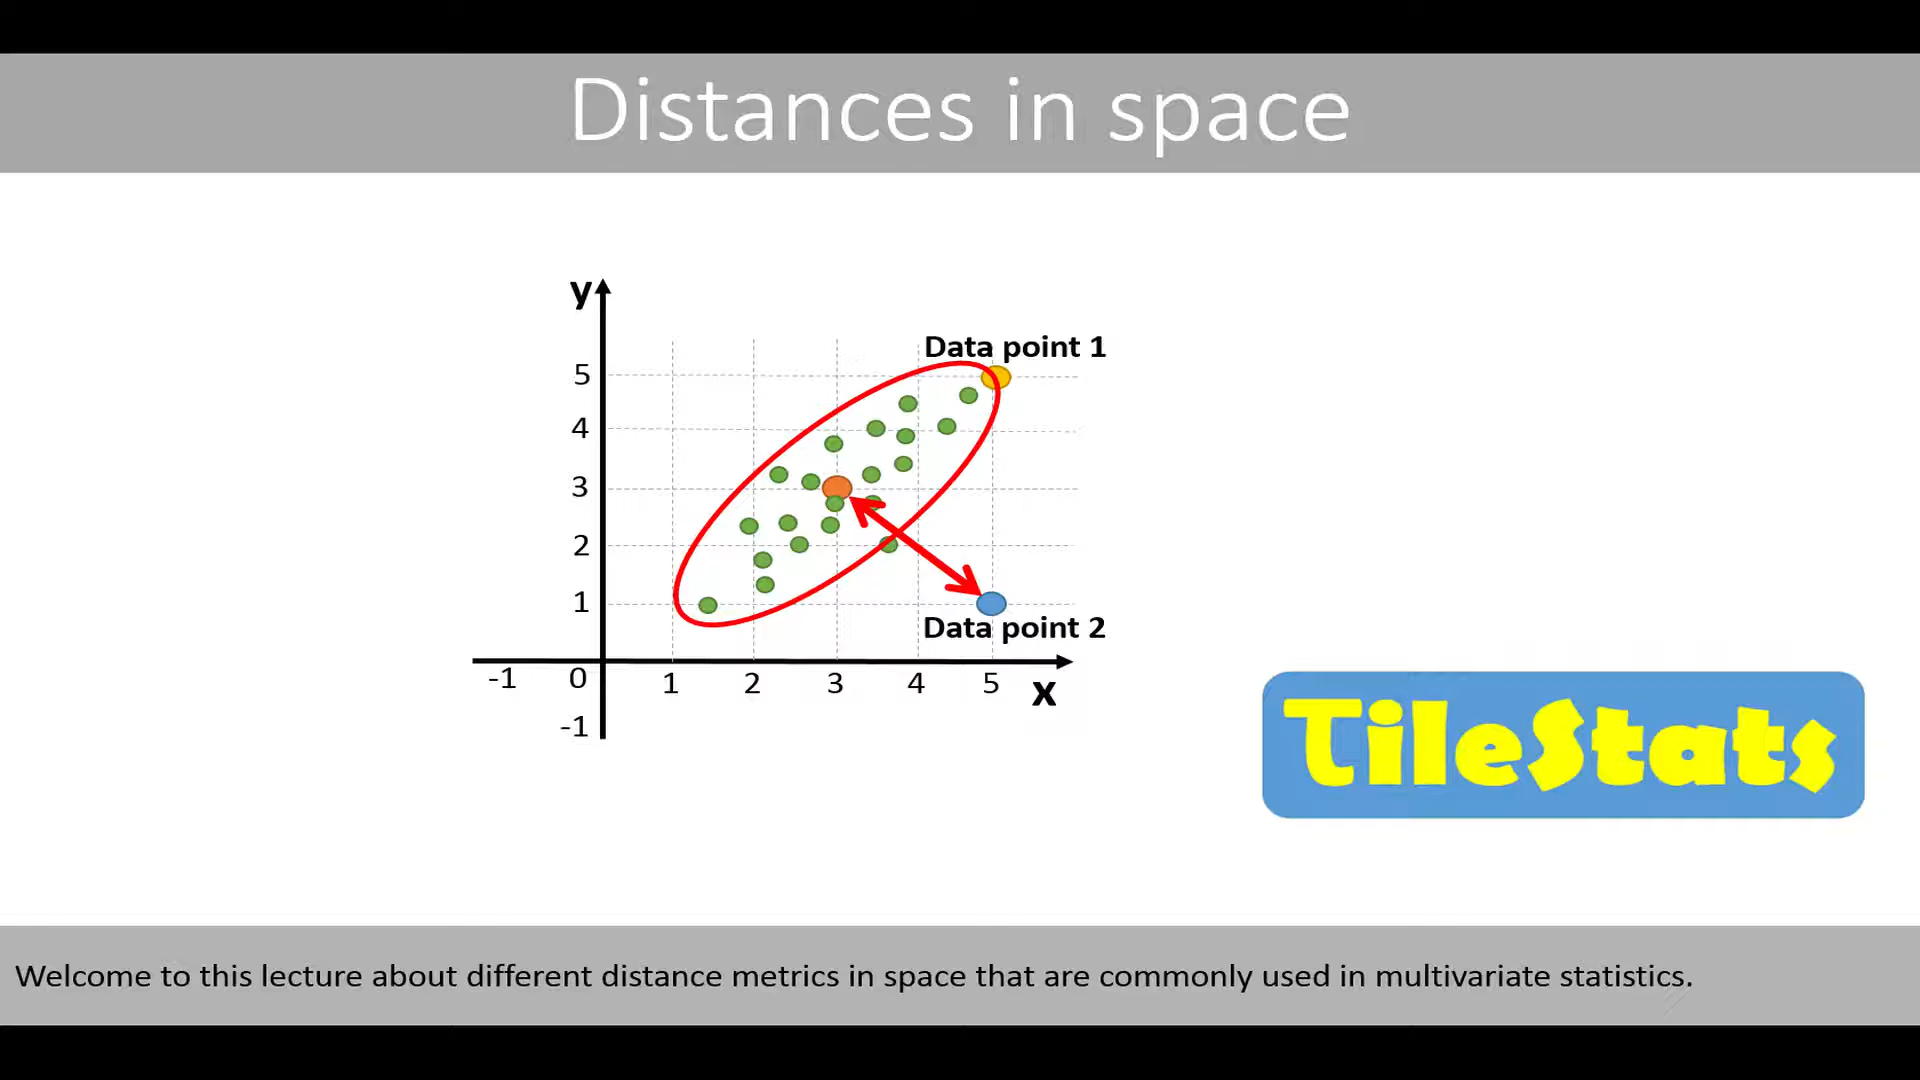 Distances in space
y
Data point 1
5
4
3
2
1
Data point 2
-1 0 1 2 3 4 5 x
-1
TileStats
Welcome to this lecture about different distance metrics in space that are commonly used in multivariate statistics.